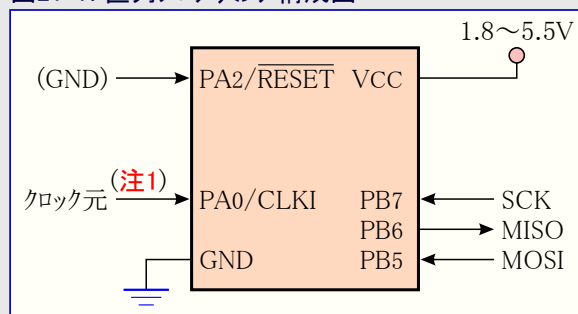 1.8～5.5V
(GND) PA2/RESET VCC
クロック元 (注1) PA0/CLKI PB7 SCK
PB6 MISO
GND PB5 MOSI